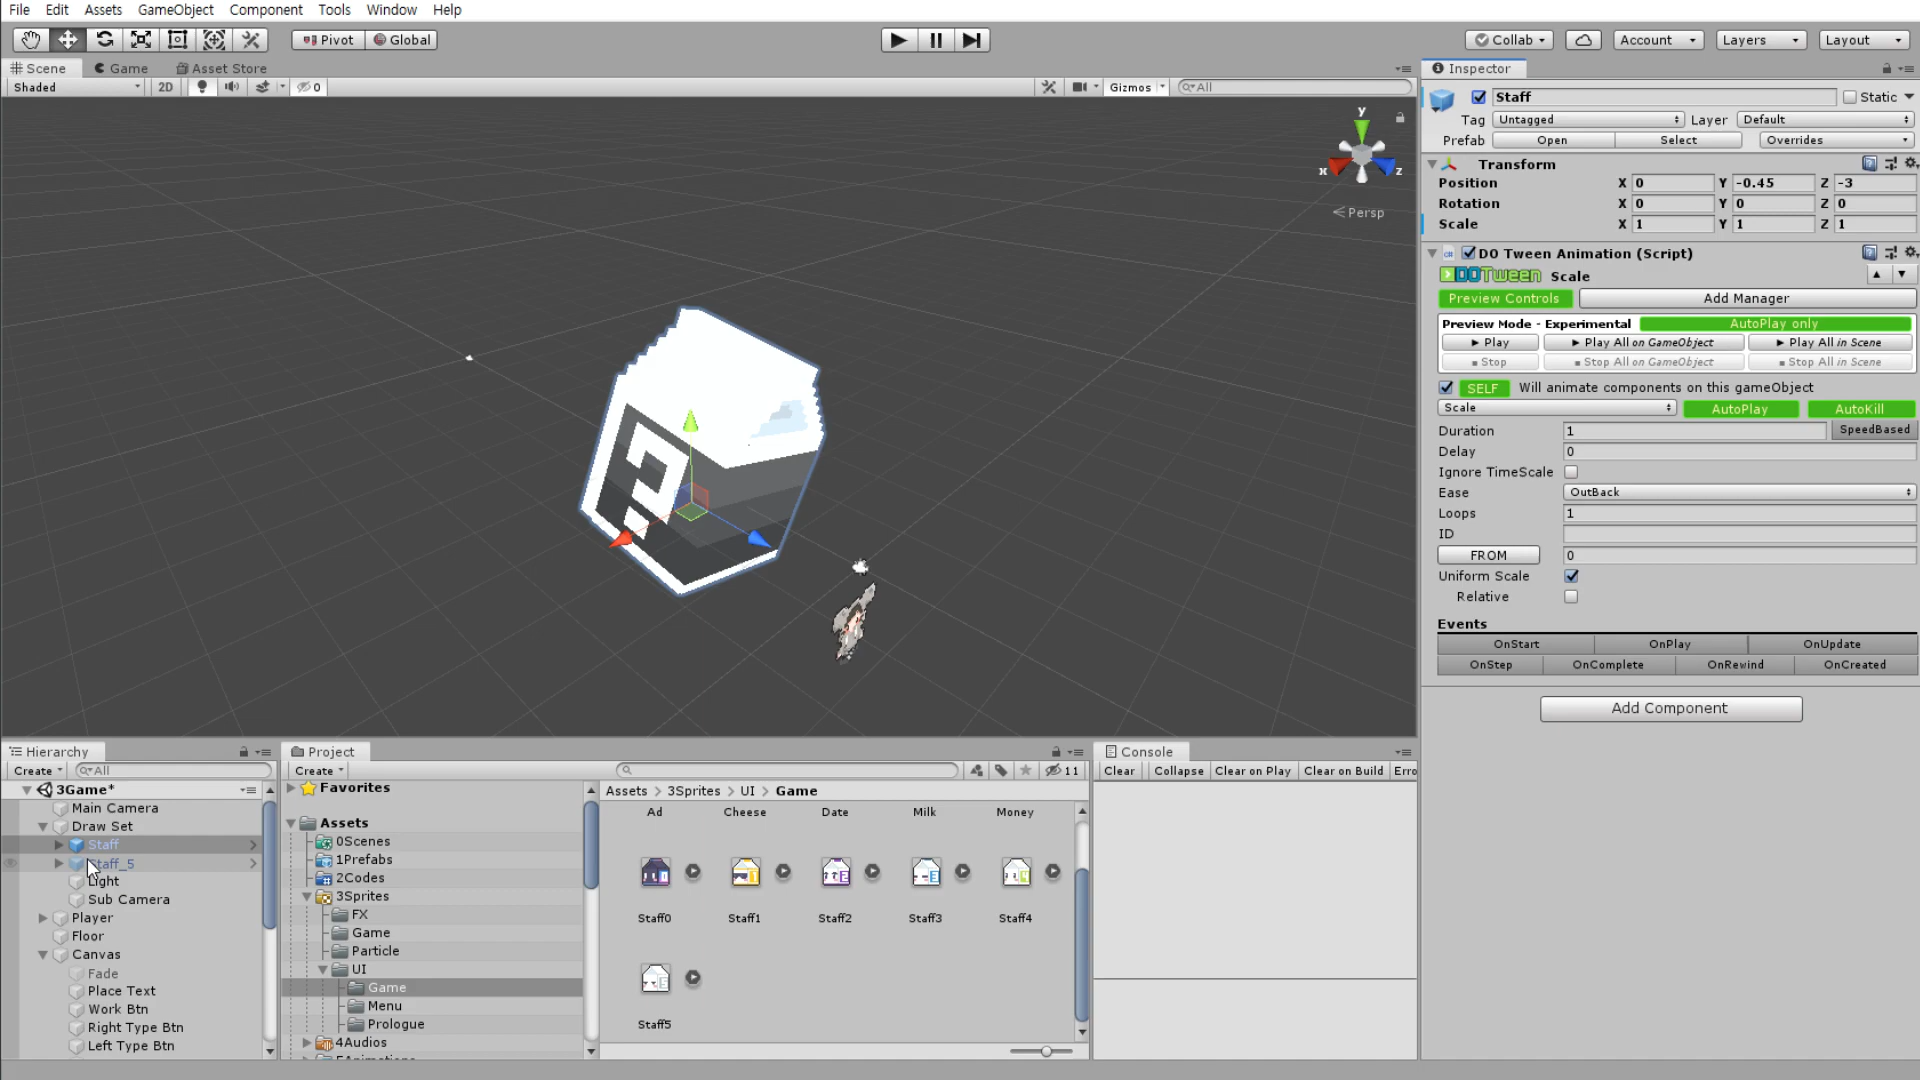 File Edit Assets GameObject Component Tools Window Help
Pivot Global Collab Account Layers Layout
Scene Game Asset Store
Shaded 2D 0 Gizmos All
y
x z
Persp
Inspector
Staff Static
Tag Untagged Layer Default
Prefab Open Select Overrides
Transform
Position X 0 Y -0.45 Z -3
Rotation X 0 Y 0 Z 0
Scale X 1 Y 1 Z 1
DO Tween Animation (Script)
DOTween Scale
Preview Controls Add Manager
Preview Mode - Experimental AutoPlay only
Play Play All on GameObject Play All in Scene
Stop Stop All on GameObject Stop All in Scene
SELF Will animate components on this gameObject
Scale AutoPlay AutoKill
Duration 1 SpeedBased
Delay 0
Ignore TimeScale
Ease OutBack
Loops 1
ID
FROM 0
Uniform Scale
Relative
Events
OnStart OnPlay OnUpdate
OnStep OnComplete OnRewind OnCreated
Add Component
Hierarchy
Create All
3Game*
Main Camera
Draw Set
Staff
Staff_5
Light
Sub Camera
Player
Floor
Canvas
Fade
Place Text
Work Btn
Right Type Btn
Left Type Btn
Project
Create 11
Favorites
Assets
0Scenes
1Prefabs
2Codes
3Sprites
FX
Game
Particle
UI
Game
Menu
Prologue
4Audios
Assets > 3Sprites > UI > Game
Ad Cheese Date Milk Money
Staff0 Staff1 Staff2 Staff3 Staff4
Staff5
Console
Clear Collapse Clear on Play Clear on Build Erro